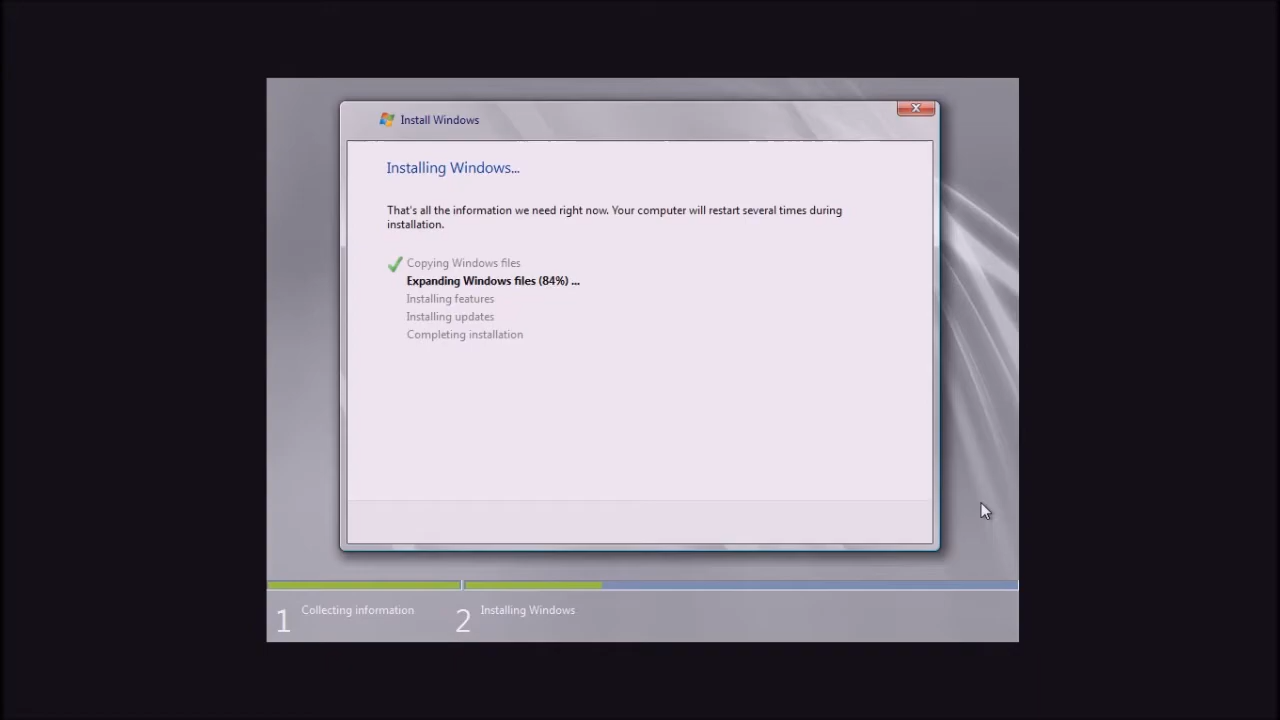 Install Windows
Installing Windows...
That's all the information we need right now. Your computer will restart several times during
installation.
Copying Windows files
Expanding Windows files (84%) ...
Installing features
Installing updates
Completing installation
1 Collecting information
2 Installing Windows